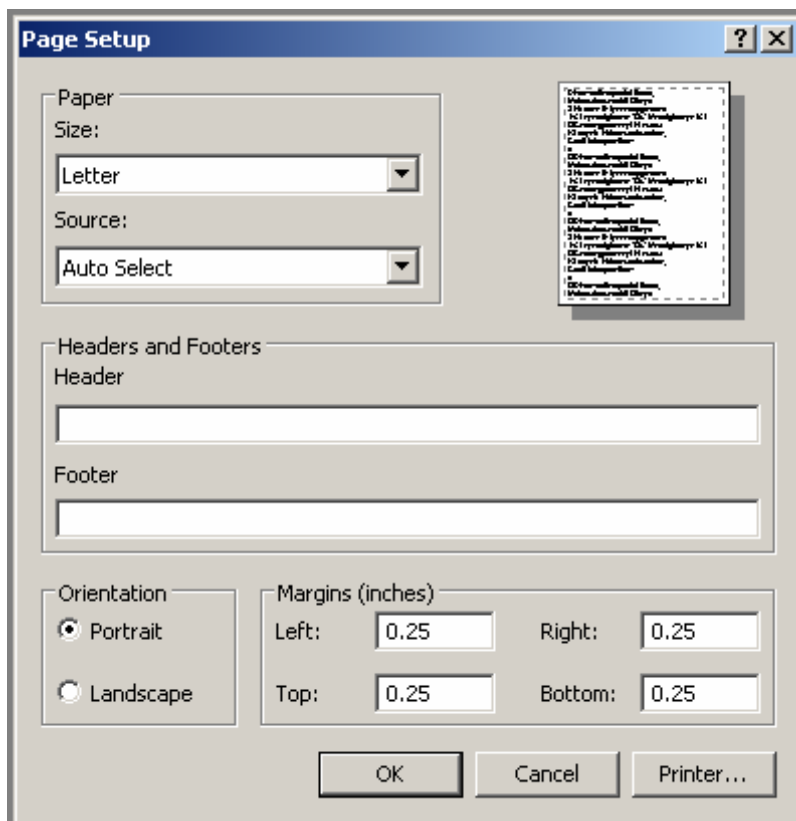 Page Setup
Paper
Size:
Letter
Source:
Auto Select
Headers and Footers
Header
Footer
Orientation
Portrait
Landscape
Margins (inches)
Left: 0.25 Right: 0.25
Top: 0.25 Bottom: 0.25
OK Cancel Printer...